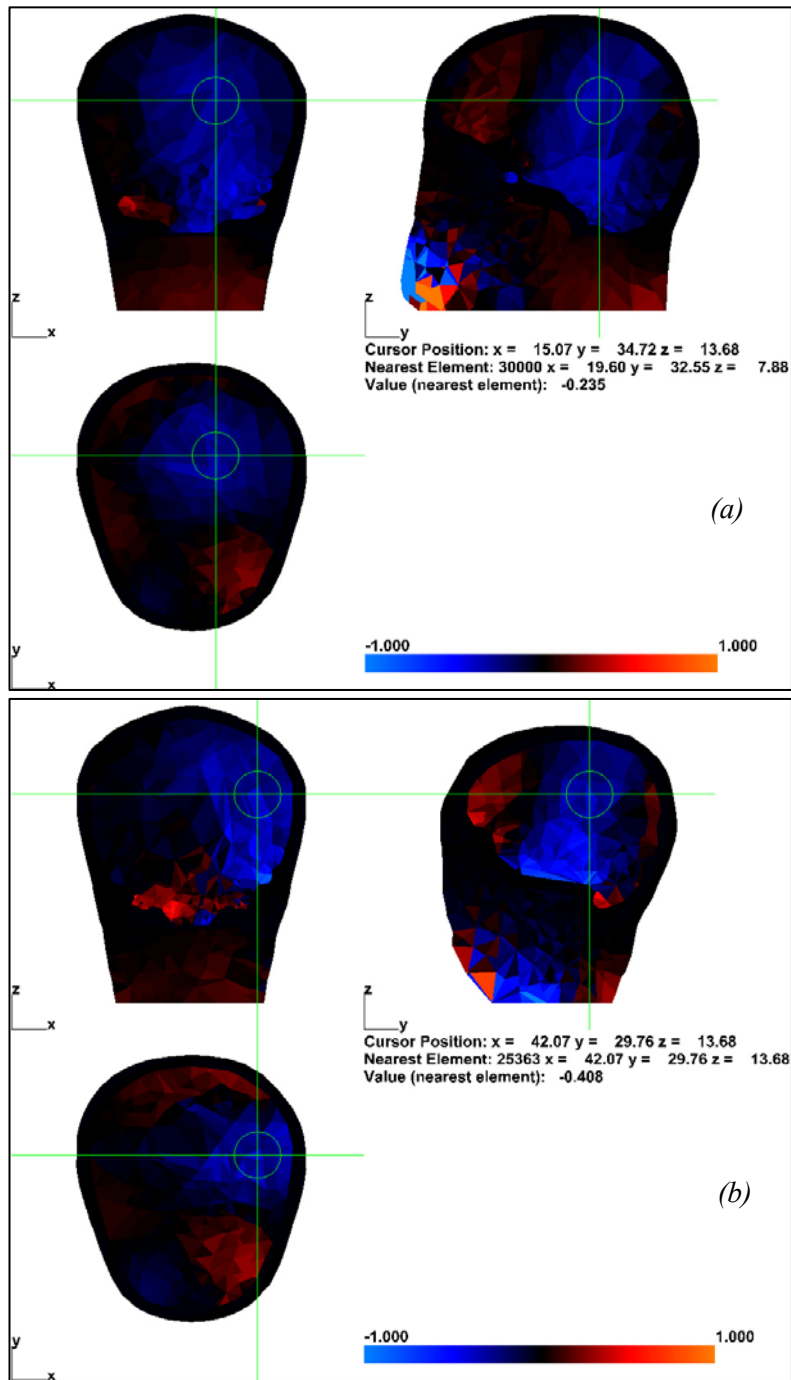 z
x
z
y
Cursor Position: x = 15.07 y = 34.72 z = 13.68
Nearest Element: 30000 x = 19.60 y = 32.55 z = 7.88
Value (nearest element): -0.235
(a)
y
x
-1.000 1.000
z
x
z
y
Cursor Position: x = 42.07 y = 29.76 z = 13.68
Nearest Element: 25363 x = 42.07 y = 29.76 z = 13.68
Value (nearest element): -0.408
(b)
y
x
-1.000 1.000